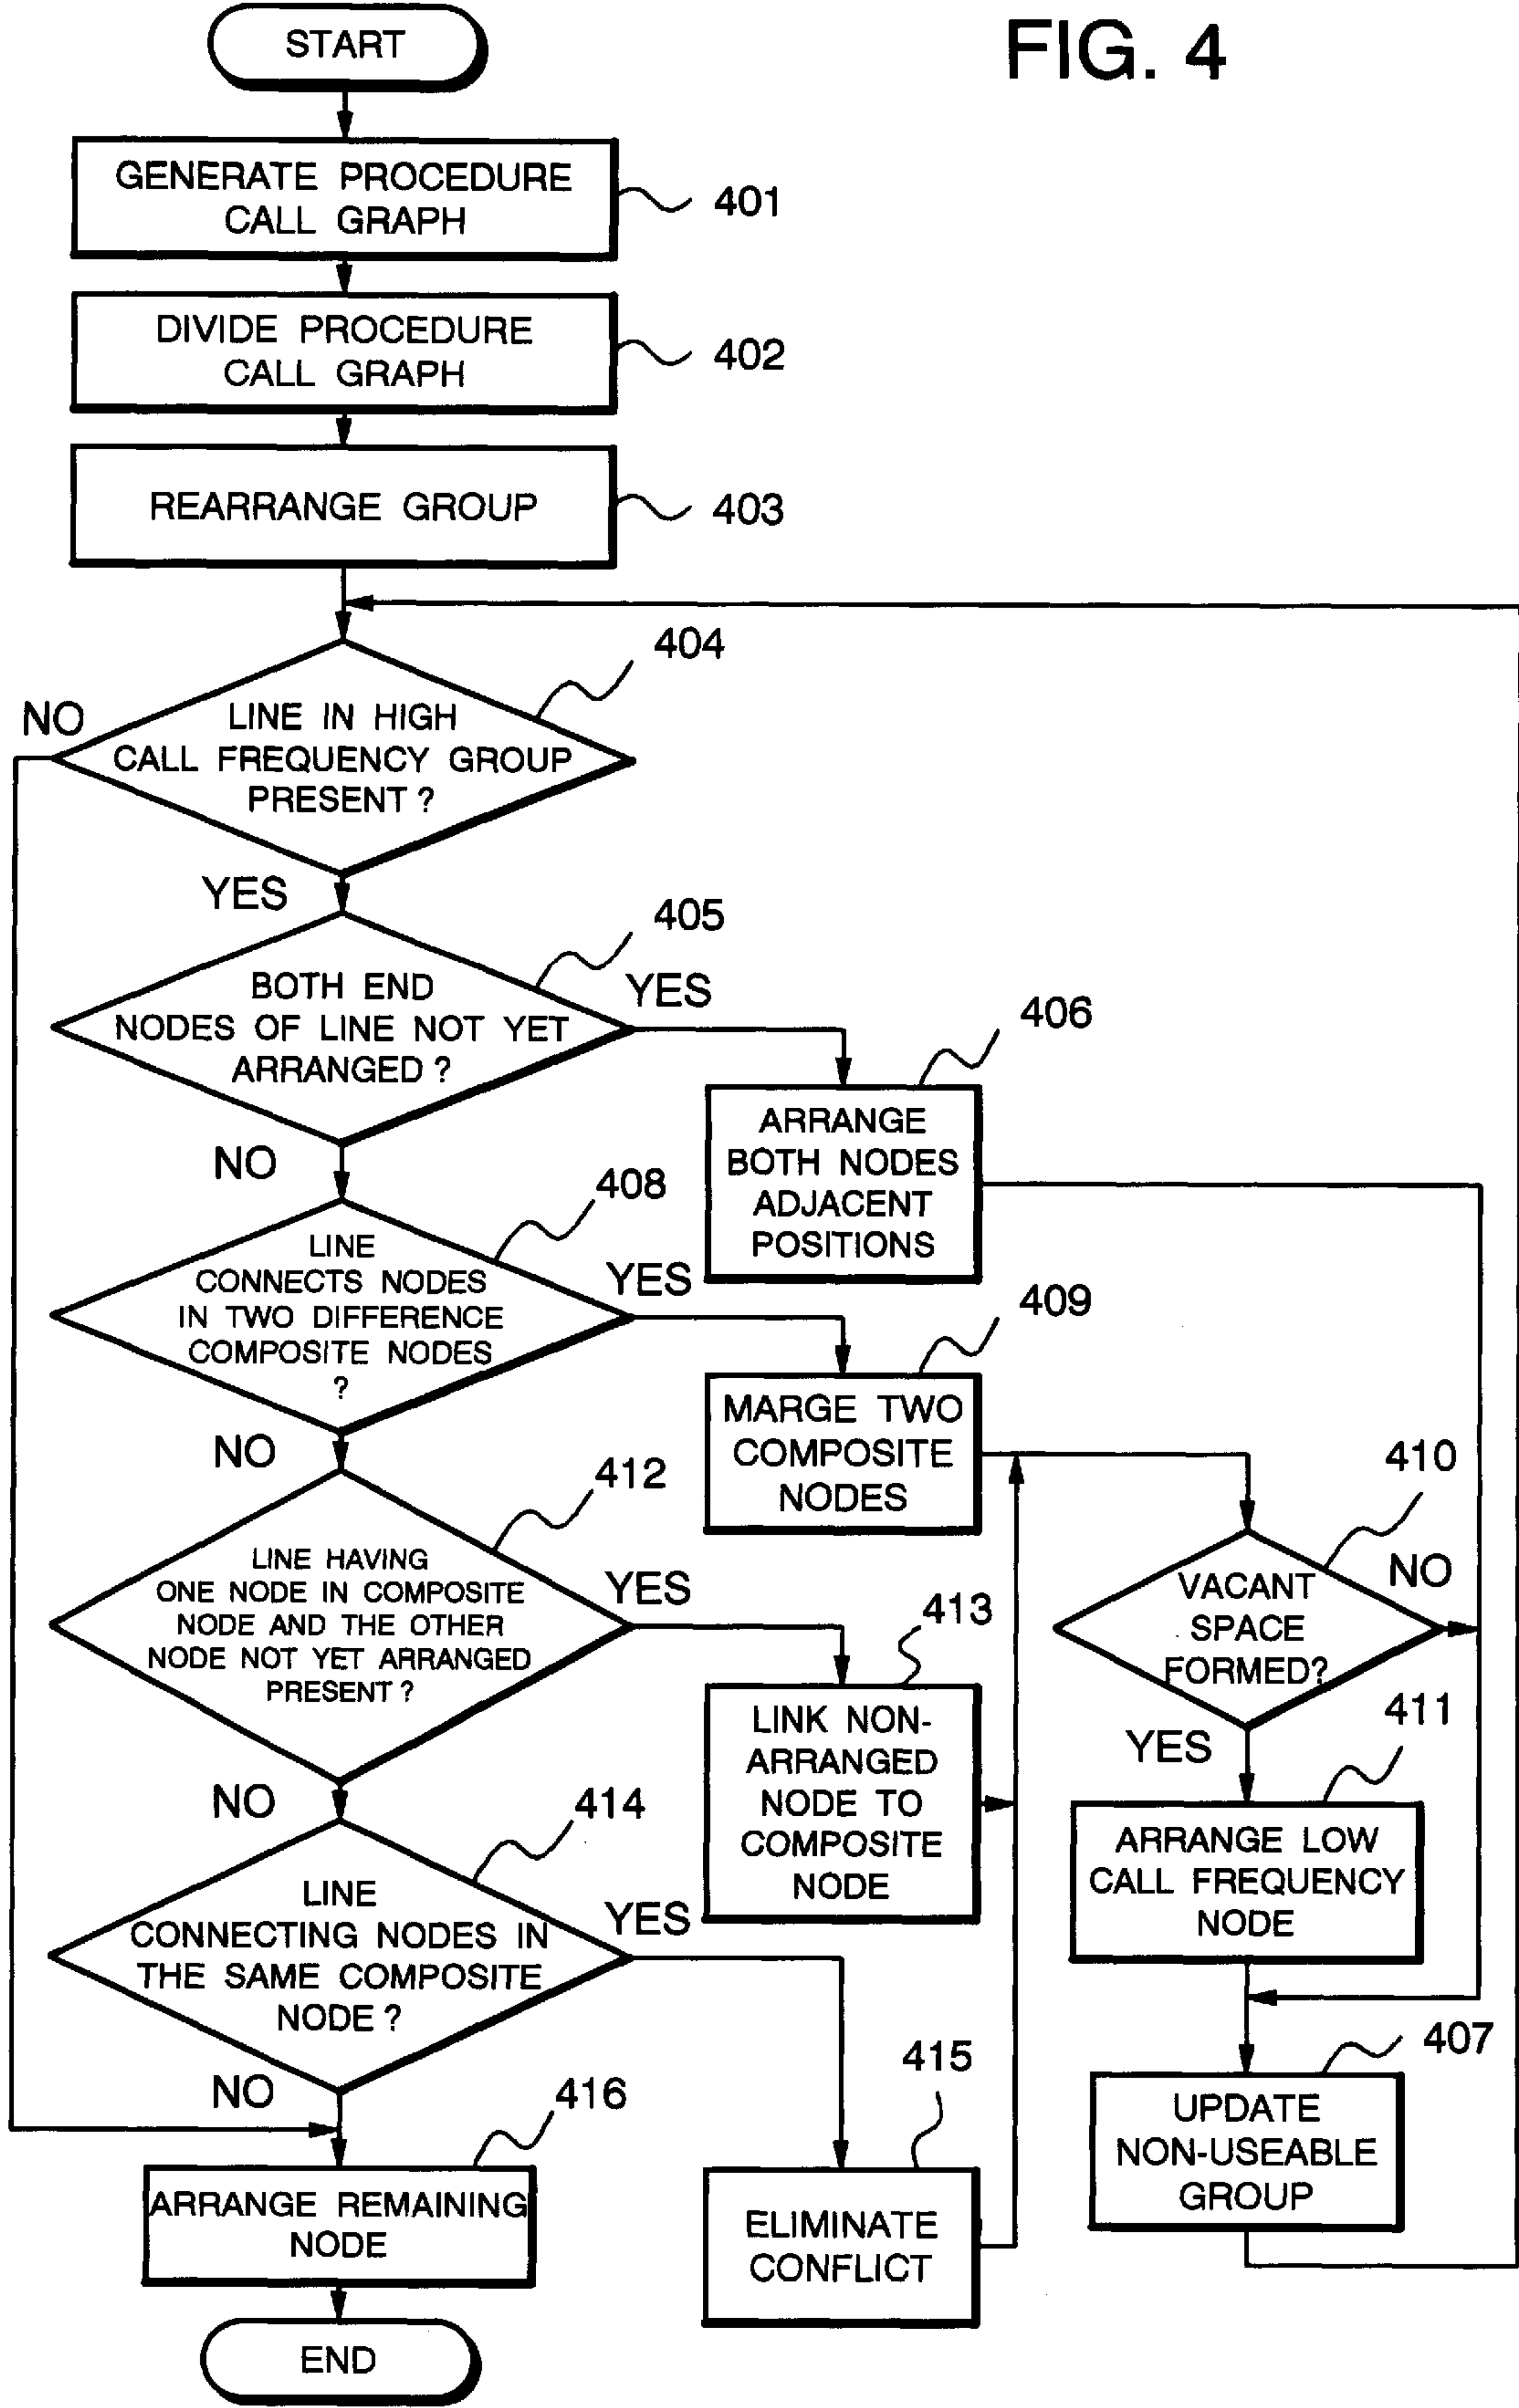 FIG. 4
START
GENERATE PROCEDURE
CALL GRAPH
401
DIVIDE PROCEDURE
CALL GRAPH
402
REARRANGE GROUP
403
404
NO
LINE IN HIGH
CALL FREQUENCY GROUP
PRESENT?
YES
405
BOTH END
NODES OF LINE NOT YET
ARRANGED?
YES
406
ARRANGE
BOTH NODES
ADJACENT
POSITIONS
NO
408
LINE
CONNECTS NODES
IN TWO DIFFERENCE
COMPOSITE NODES
?
YES
409
MARGE TWO
COMPOSITE
NODES
NO
410
VACANT
SPACE
FORMED?
NO
YES
412
LINE HAVING
ONE NODE IN COMPOSITE
NODE AND THE OTHER
NODE NOT YET ARRANGED
PRESENT?
YES
413
LINK NON-
ARRANGED
NODE TO
COMPOSITE
NODE
411
ARRANGE LOW
CALL FREQUENCY
NODE
NO
414
LINE
CONNECTING NODES IN
THE SAME COMPOSITE
NODE?
YES
415
ELIMINATE
CONFLICT
407
UPDATE
NON-USEABLE
GROUP
NO
416
ARRANGE REMAINING
NODE
END